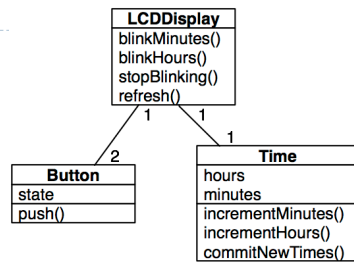 LCDDisplay
blinkMinutes()
blinkHours()
stopBlinking()
refresh()
1
1
2
1
Button
state
push()
Time
hours
minutes
incrementMinutes()
incrementHours()
commitNewTimes()